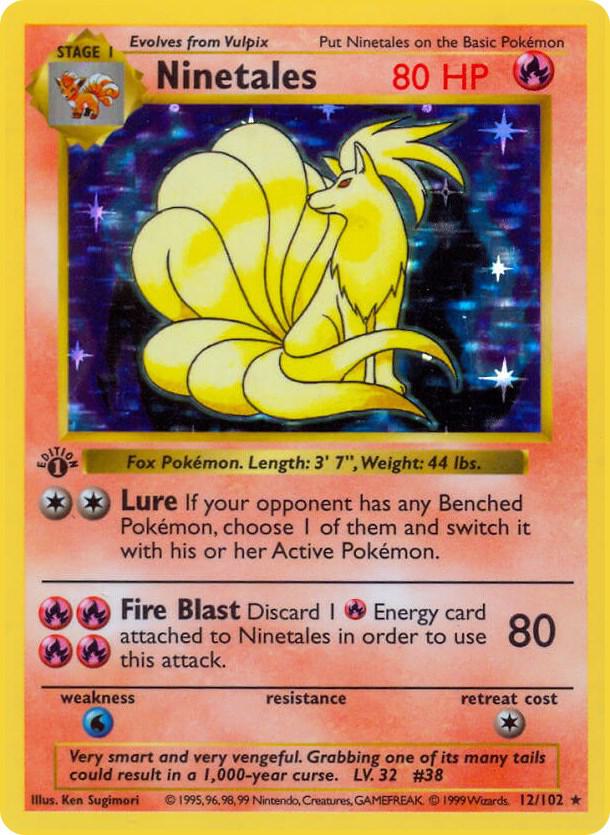 STAGE 1
Evolves from Vulpix
Put Ninetales on the Basic Pokémon
Ninetales
80 HP
EDITION
1
Fox Pokémon. Length: 3' 7", Weight: 44 lbs.
Lure If your opponent has any Benched
Pokémon, choose 1 of them and switch it
with his or her Active Pokémon.
Fire Blast Discard 1 Energy card
attached to Ninetales in order to use
this attack.
80
weakness
resistance
retreat cost
Very smart and very vengeful. Grabbing one of its many tails
could result in a 1,000-year curse. LV. 32 #38
Illus. Ken Sugimori
© 1995, 96, 98, 99 Nintendo, Creatures, GAMEFREAK. © 1999 Wizards.
12/102 ★